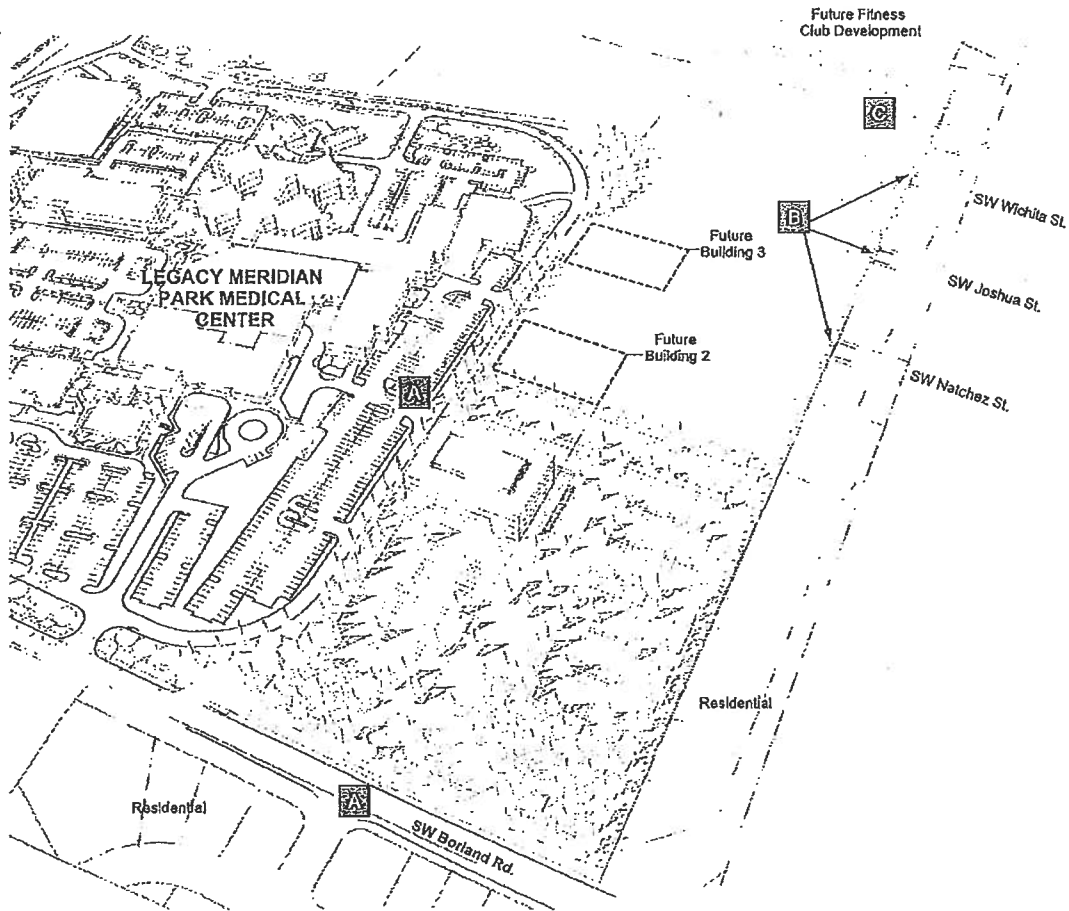 Future Fitness
Club Development
C
SW Wichita St.
B
Future
Building 3
SW Joshua St.
LEGACY MERIDIAN
PARK MEDICAL
CENTER
Future
Building 2
SW Natchez St.
A
Residential
Residential
A
SW Borland Rd.